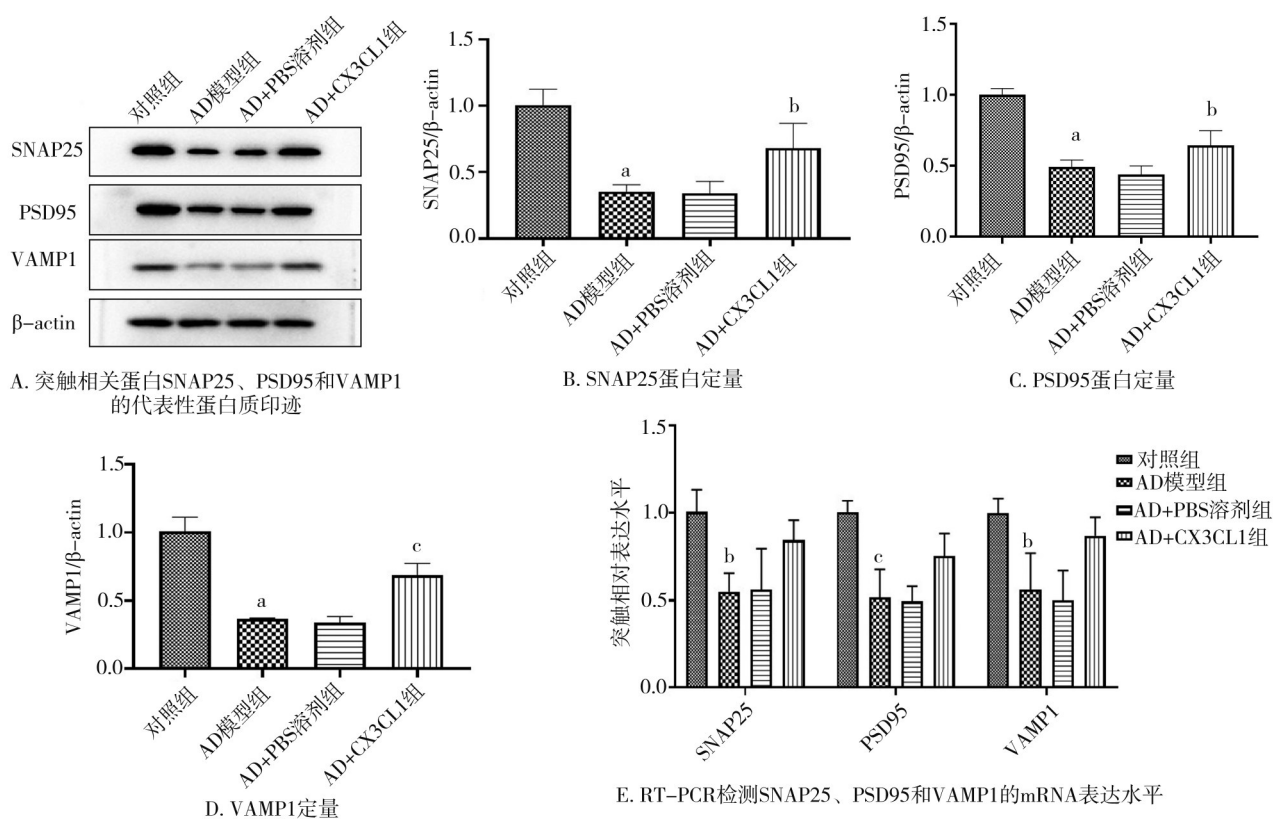 对照组
AD模型组
AD+PBS溶剂组
AD+CX3CL1组
SNAP25
PSD95
VAMP1
β-actin
A. 突触相关蛋白SNAP25、PSD95和VAMP1
的代表性蛋白质印迹
SNAP25/β-actin
1.5
1.0
0.5
0.0
a
b
对照组
AD模型组
AD+PBS溶剂组
AD+CX3CL1组
B. SNAP25蛋白定量
PSD95/β-actin
1.5
1.0
0.5
0.0
a
b
对照组
AD模型组
AD+PBS溶剂组
AD+CX3CL1组
C. PSD95蛋白定量
VAMP1/β-actin
1.5
1.0
0.5
0.0
a
c
对照组
AD模型组
AD+PBS溶剂组
AD+CX3CL1组
D. VAMP1定量
突触相对表达水平
1.5
1.0
0.5
0.0
b
c
b
SNAP25
PSD95
VAMP1
对照组
AD模型组
AD+PBS溶剂组
AD+CX3CL1组
E. RT-PCR检测SNAP25、PSD95和VAMP1的mRNA表达水平